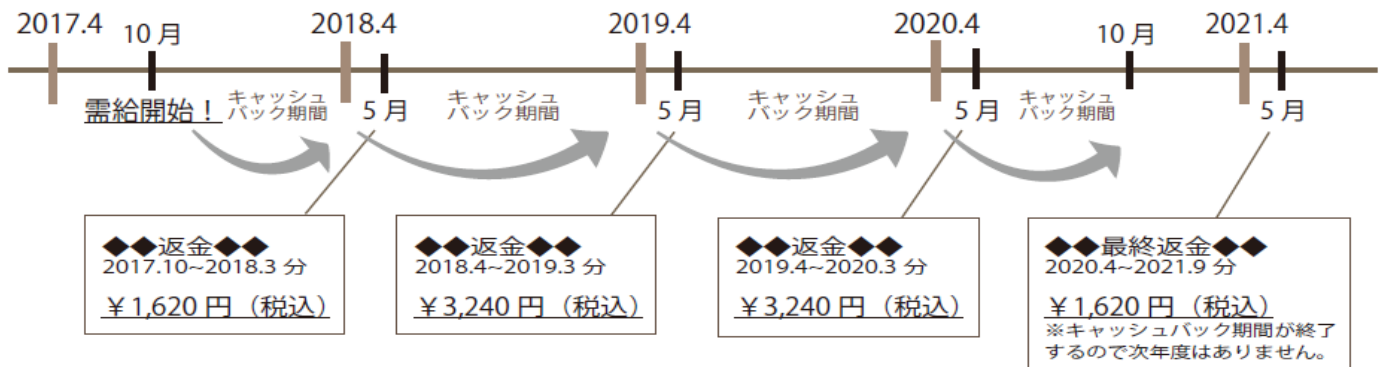 2017.4
10 月
2018.4
2019.4
2020.4
10 月
2021.4
需給開始！
キャッシュ
バック期間
5 月
キャッシュ
バック期間
5 月
キャッシュ
バック期間
5 月
キャッシュ
バック期間
5 月
◆◆返金◆◆
2017.10~2018.3 分
￥1,620 円（税込）
◆◆返金◆◆
2018.4~2019.3 分
￥3,240 円（税込）
◆◆返金◆◆
2019.4~2020.3 分
￥3,240 円（税込）
◆◆最終返金◆◆
2020.4~2021.9 分
￥1,620 円（税込）
※キャッシュバック期間が終了
するので次年度はありません。